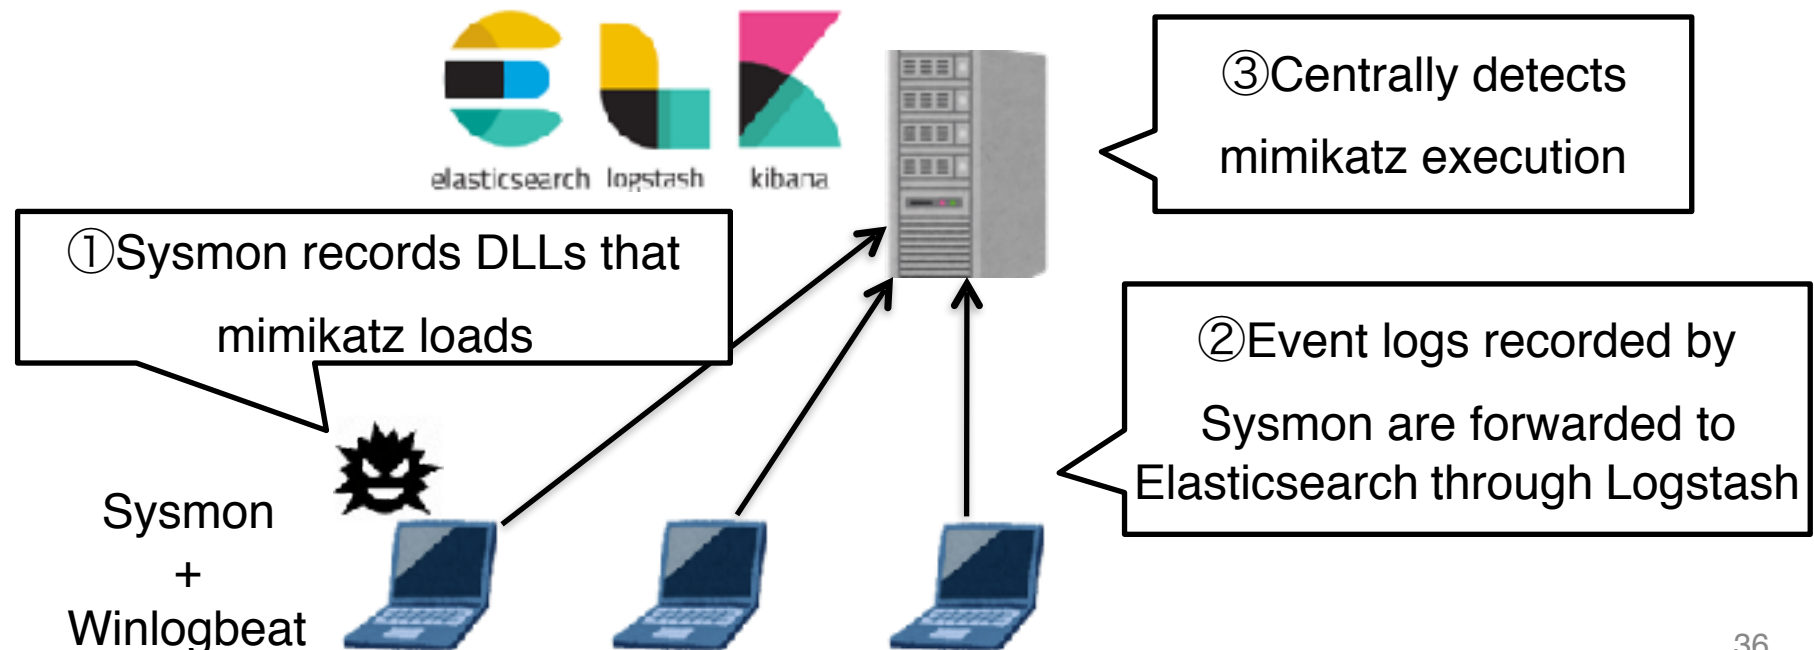 elasticsearch logstash kibana
③Centrally detects
mimikatz execution
①Sysmon records DLLs that
mimikatz loads
②Event logs recorded by
Sysmon are forwarded to
Elasticsearch through Logstash
Sysmon
+
Winlogbeat
36